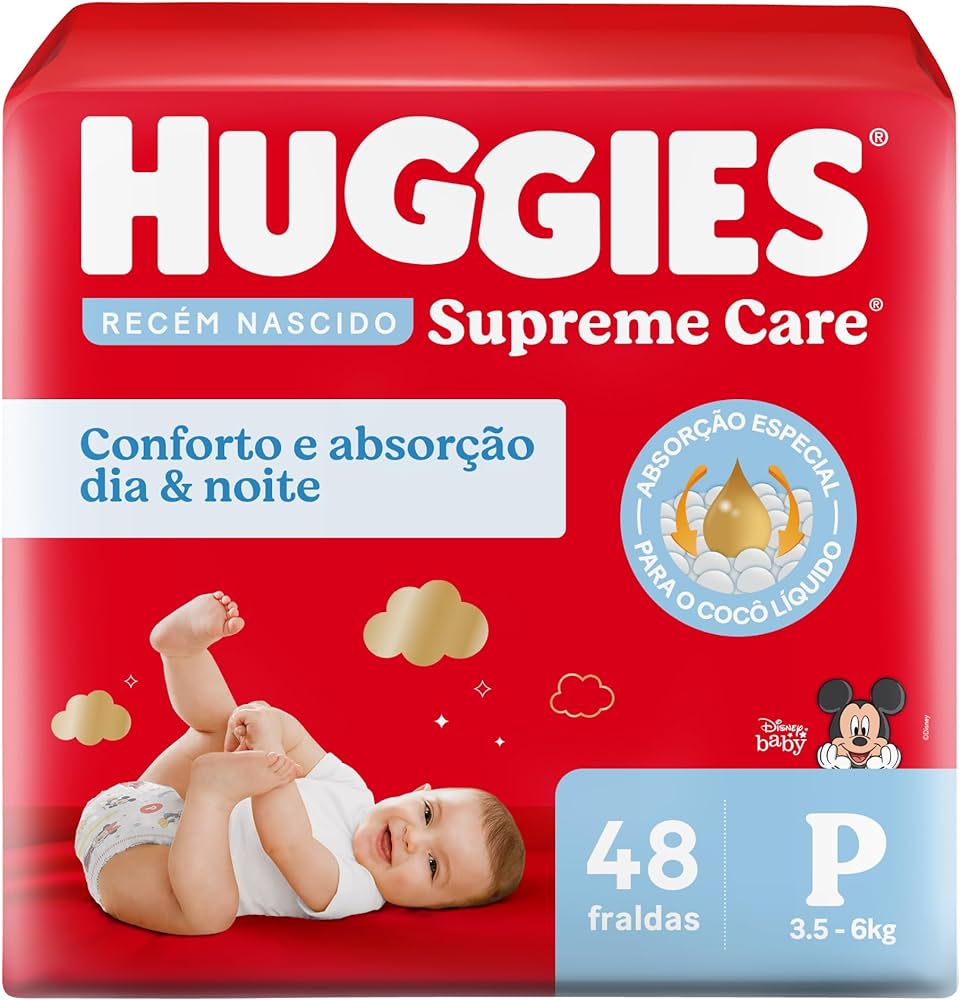 HUGGIES®
RECÉM NASCIDO
Supreme Care®
Conforto e absorção
dia & noite
ABSORÇÃO ESPECIAL
PARA O COCÔ LÍQUIDO
Disney
baby
©Disney
P
48
fraldas
P
3.5 - 6kg